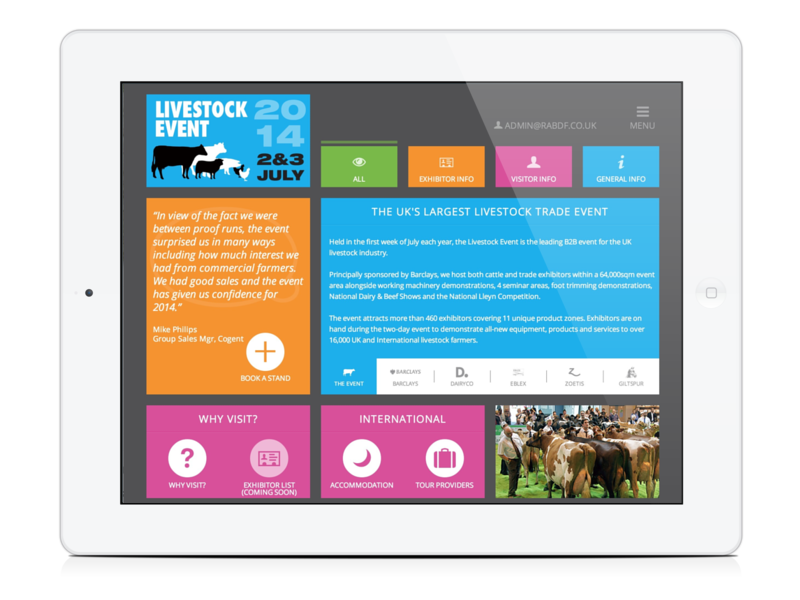 LIVESTOCK
EVENT
20
14
2&3
JULY
ADMIN@RABDF.CO.UK
MENU
ALL
EXHIBITOR INFO
VISITOR INFO
GENERAL INFO
“In view of the fact we were
between proof runs, the event
surprised us in many ways
including how much interest we
had from commercial farmers.
We had good sales and the event
has given us confidence for
2014.”
Mike Philips
Group Sales Mgr, Cogent
BOOK A STAND
THE UK'S LARGEST LIVESTOCK TRADE EVENT
Held in the first week of July each year, the Livestock Event is the leading B2B event for the UK
livestock industry.
Principally sponsored by Barclays, we host both cattle and trade exhibitors within a 64,000sqm event
area alongside working machinery demonstrations, 4 seminar areas, foot trimming demonstrations,
National Dairy & Beef Shows and the National Lleyn Competition.
The event attracts more than 460 exhibitors covering 11 unique product zones. Exhibitors are on
hand during the two-day event to demonstrate all-new equipment, products and services to over
16,000 UK and International livestock farmers.
THE EVENT
BARCLAYS
BARCLAYS
D.
DAIRYCO
EBLEX
ZOETIS
GILTSPUR
WHY VISIT?
?
WHY VISIT?
EXHIBITOR LIST
(COMING SOON)
INTERNATIONAL
ACCOMMODATION
TOUR PROVIDERS